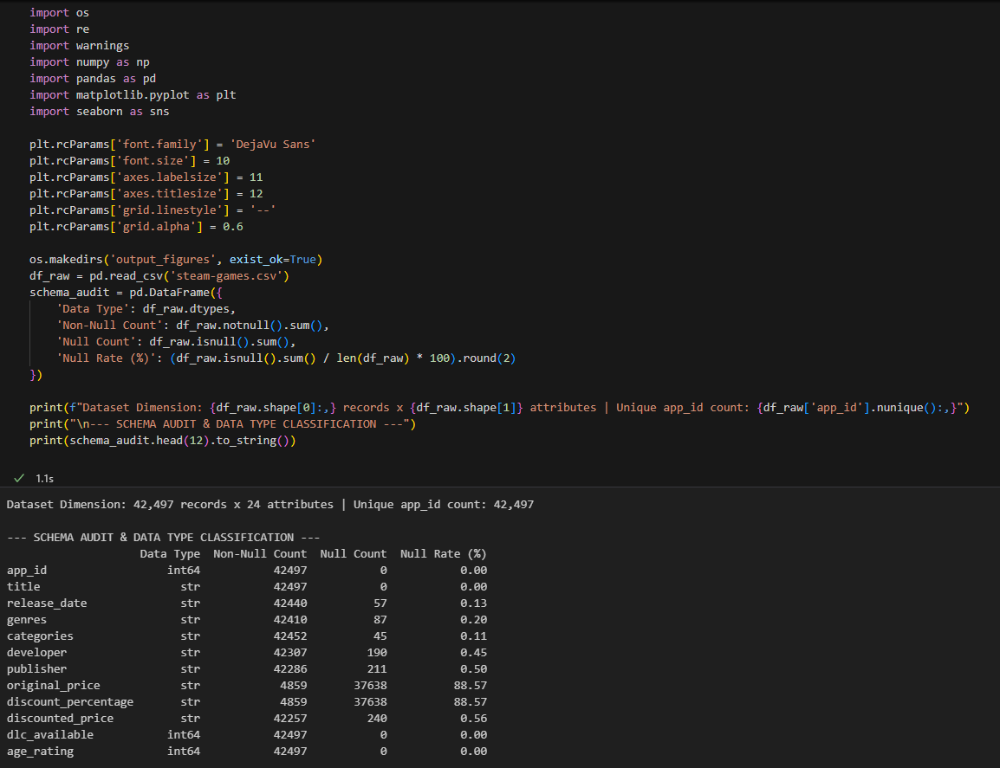 import os
import re
import warnings
import numpy as np
import pandas as pd
import matplotlib.pyplot as plt
import seaborn as sns

plt.rcParams['font.family'] = 'DejaVu Sans'
plt.rcParams['font.size'] = 10
plt.rcParams['axes.labelsize'] = 11
plt.rcParams['axes.titlesize'] = 12
plt.rcParams['grid.linestyle'] = '--'
plt.rcParams['grid.alpha'] = 0.6

os.makedirs('output_figures', exist_ok=True)
df_raw = pd.read_csv('steam-games.csv')
schema_audit = pd.DataFrame({
    'Data Type': df_raw.dtypes,
    'Non-Null Count': df_raw.notnull().sum(),
    'Null Count': df_raw.isnull().sum(),
    'Null Rate (%)': (df_raw.isnull().sum() / len(df_raw) * 100).round(2)
})

print(f"Dataset Dimension: {df_raw.shape[0]:,} records x {df_raw.shape[1]} attributes | Unique app_id count: {df_raw['app_id'].nunique():,}")
print("\n--- SCHEMA AUDIT & DATA TYPE CLASSIFICATION ---")
print(schema_audit.head(12).to_string())

✓ 1.1s
Dataset Dimension: 42,497 records x 24 attributes | Unique app_id count: 42,497

--- SCHEMA AUDIT & DATA TYPE CLASSIFICATION ---
                    Data Type  Non-Null Count  Null Count  Null Rate (%)
app_id                  int64           42497           0           0.00
title                     str           42497           0           0.00
release_date              str           42440          57           0.13
genres                    str           42410          87           0.20
categories                str           42452          45           0.11
developer                 str           42307         190           0.45
publisher                 str           42286         211           0.50
original_price            str            4859       37638          88.57
discount_percentage       str            4859       37638          88.57
discounted_price          str           42257         240           0.56
dlc_available           int64           42497           0           0.00
age_rating              int64           42497           0           0.00